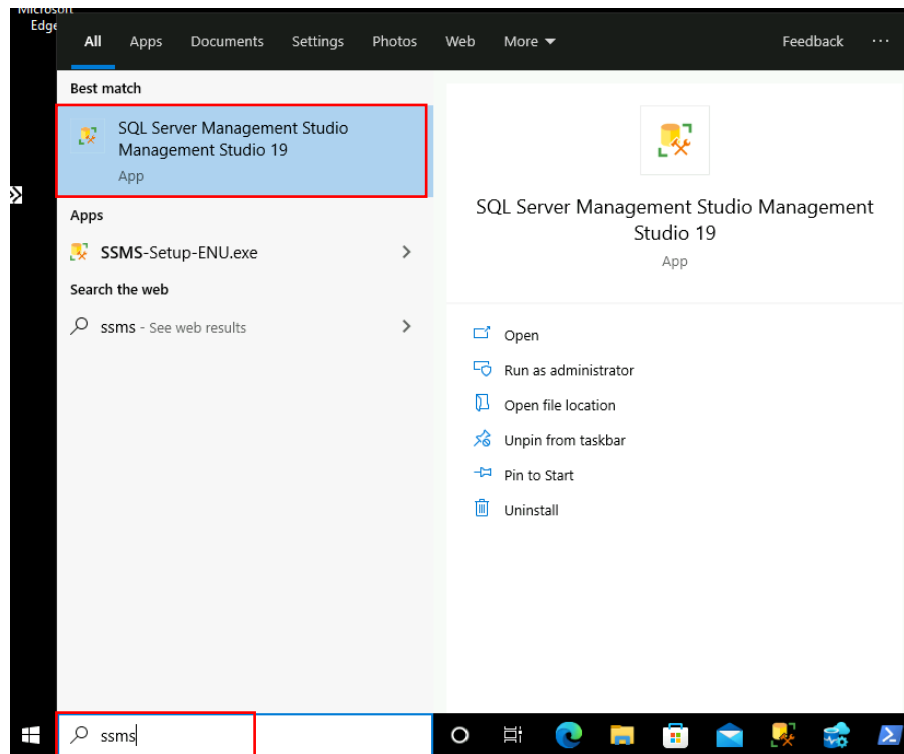 Microsoft
Edge
All Apps Documents Settings Photos Web More Feedback ...
Best match
SQL Server Management Studio
Management Studio 19
App
Apps
SSMS-Setup-ENU.exe
Search the web
ssms - See web results
SQL Server Management Studio Management
Studio 19
App
Open
Run as administrator
Open file location
Unpin from taskbar
Pin to Start
Uninstall
ssms